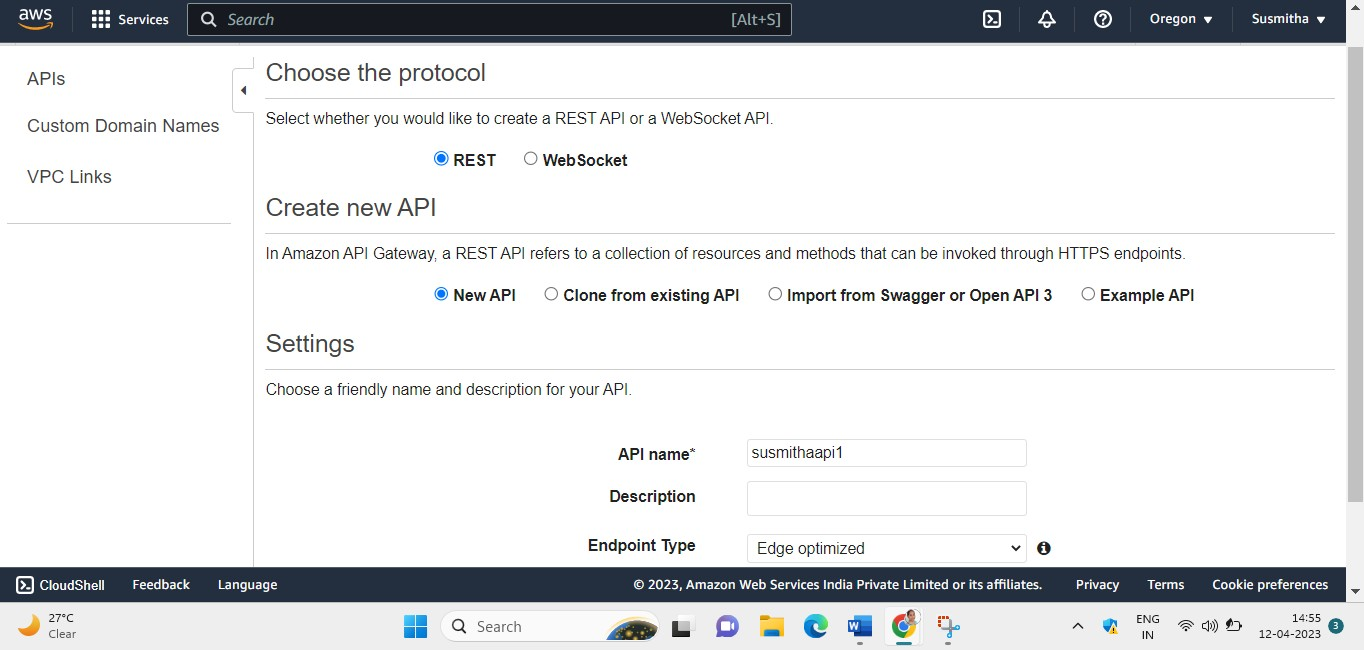 aws
Services
Search
[Alt+S]
Oregon
Susmitha
APIs
Custom Domain Names
VPC Links
Choose the protocol
Select whether you would like to create a REST API or a WebSocket API.
REST WebSocket
Create new API
In Amazon API Gateway, a REST API refers to a collection of resources and methods that can be invoked through HTTPS endpoints.
New API Clone from existing API Import from Swagger or Open API 3 Example API
Settings
Choose a friendly name and description for your API.
API name* susmithaapi1
Description
Endpoint Type Edge optimized
CloudShell Feedback Language © 2023, Amazon Web Services India Private Limited or its affiliates. Privacy Terms Cookie preferences
27°C
Clear
Search
W
ENG
IN
14:55
12-04-2023
3